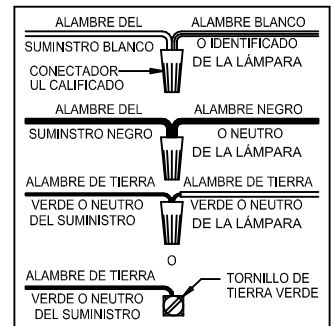 ALAMBRE DEL ALAMBRE BLANCO
SUMINSTRO BLANCO O IDENTIFICADO
CONECTADOR DE LA LÁMPARA
UL CALIFICADO
ALAMBRE DEL ALAMBRE NEGRO
SUMINSTRO NEGRO O NEUTRO
DE LA LÁMPARA
ALAMBRE DE TIERRA ALAMBRE DE TIERRA
VERDE O NEUTRO VERDE O NEUTRO
DEL SUMINISTRO DE LA LÁMPARA
O
ALAMBRE DE TIERRA TORNILLO DE
VERDE O NEUTRO TIERRA VERDE
DEL SUMINISTRO